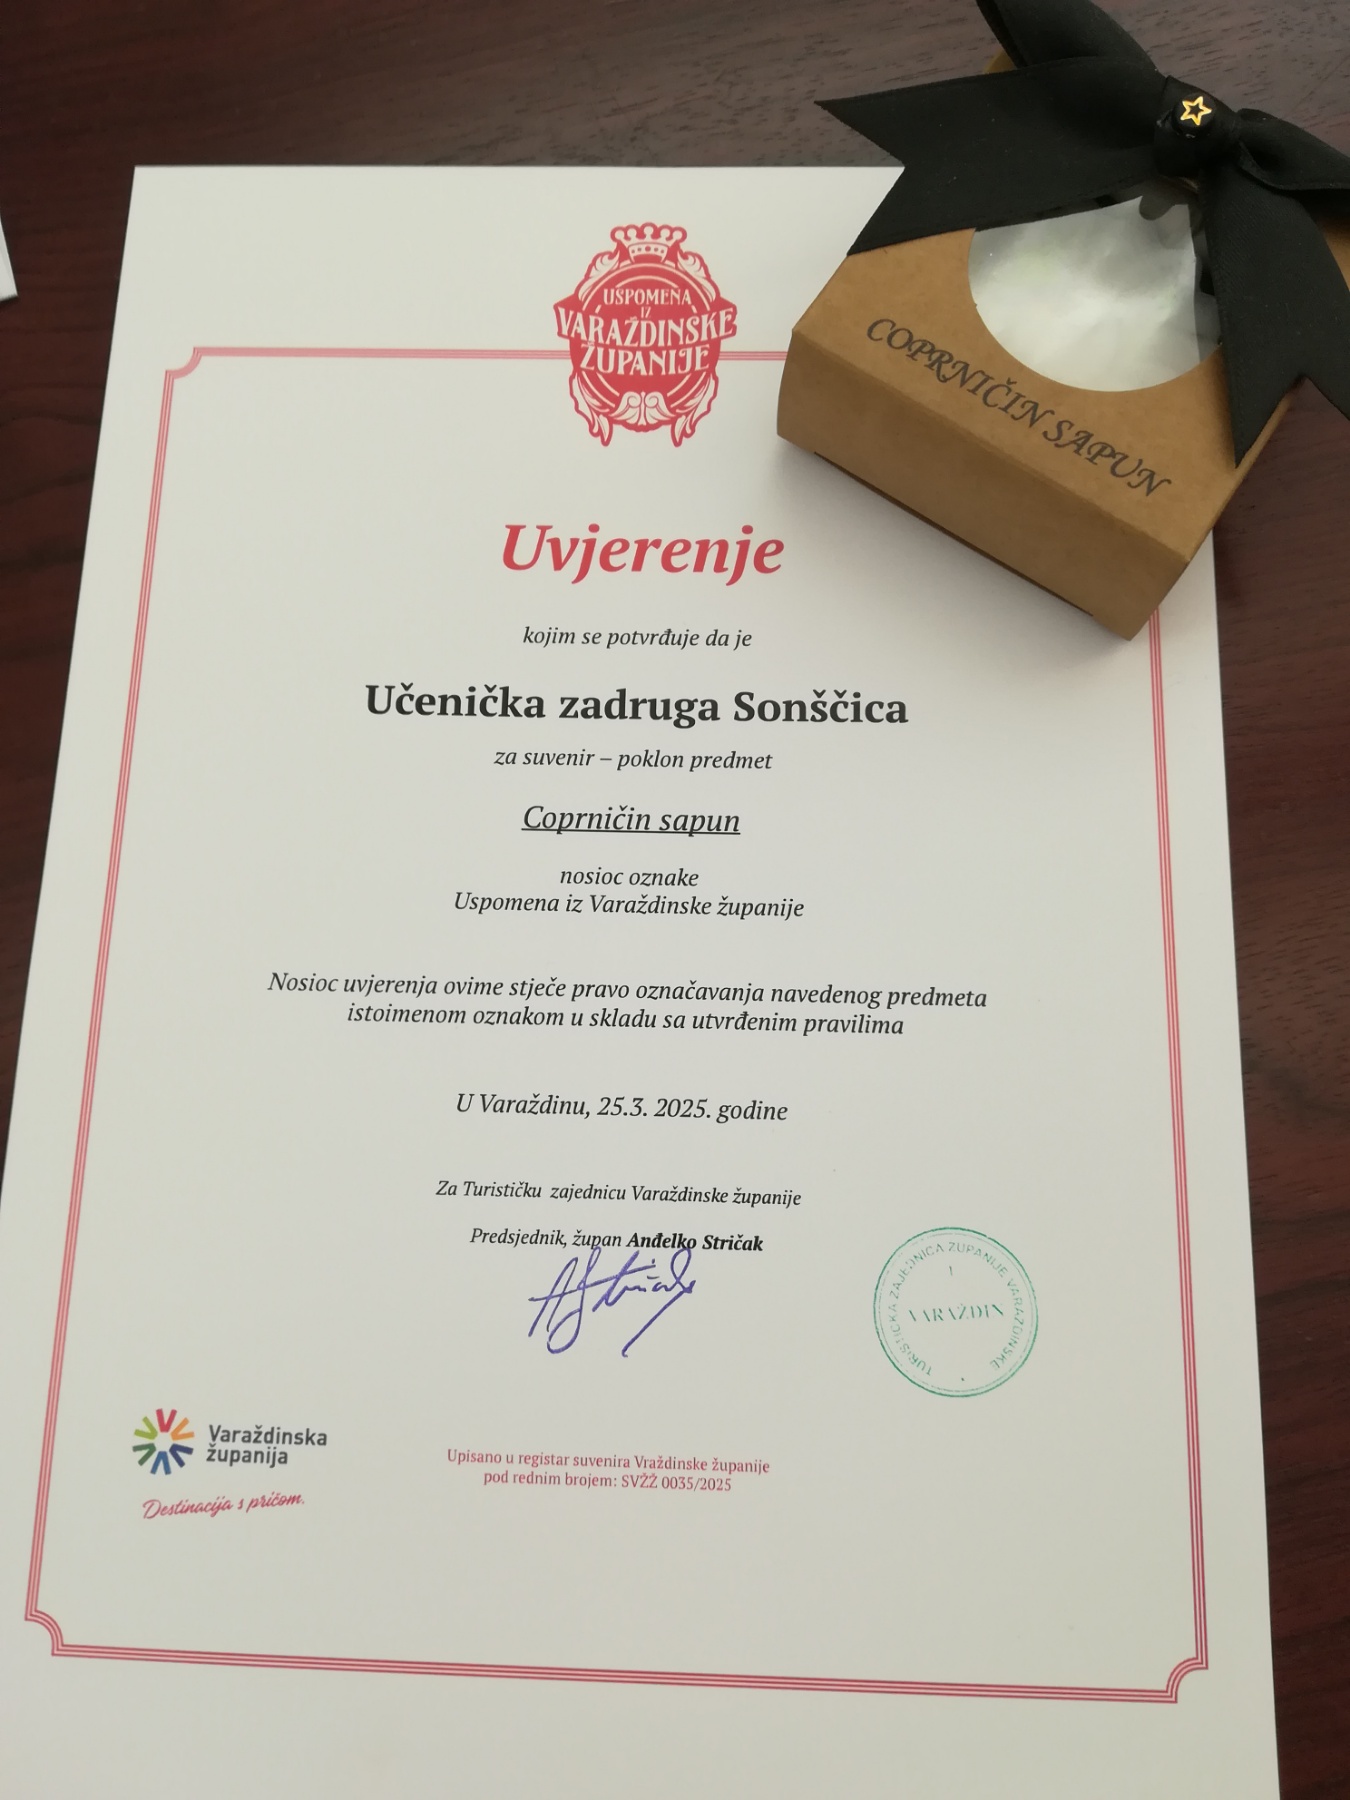 USPOMENA
IZ
VARAŽDINSKE
ŽUPANIJE
COPRNIČIN SAPUN
Uvjerenje
kojim se potvrđuje da je
Učenička zadruga Sonščica
za suvenir – poklon predmet
Coprničin sapun
nosioc oznake
Uspomena iz Varaždinske županije
Nosioc uvjerenja ovime stječe pravo označavanja navedenog predmeta
istoimenom oznakom u skladu sa utvrđenim pravilima
U Varaždinu, 25.3. 2025. godine
Za Turističku zajednicu Varaždinske županije
Predsjednik, župan Anđelko Stričak
TURISTIČKA ZAJEDNICA ŽUPANIJE VARAŽDINSKE
1
VARAŽDIN
Varaždinska
županija
Destinacija s pričom.
Upisano u registar suvenira Vraždinske županije
pod rednim brojem: SVŽŽ 0035/2025